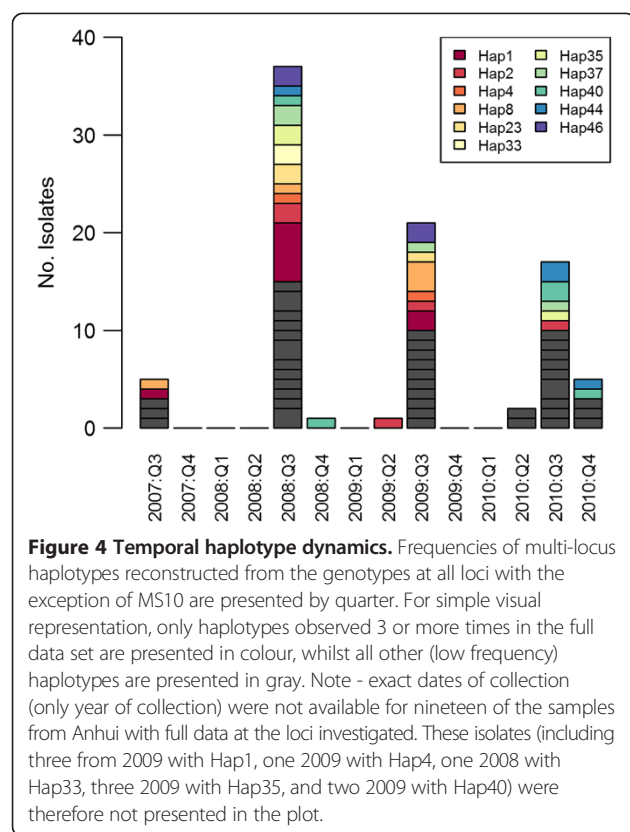 40
30
20
10
0
No. Isolates
Hap1
Hap2
Hap4
Hap8
Hap23
Hap33
Hap35
Hap37
Hap40
Hap44
Hap46
2007:Q3
2007:Q4
2008:Q1
2008:Q2
2008:Q3
2008:Q4
2009:Q1
2009:Q2
2009:Q3
2009:Q4
2010:Q1
2010:Q2
2010:Q3
2010:Q4
Figure 4 Temporal haplotype dynamics. Frequencies of multi-locus
haplotypes reconstructed from the genotypes at all loci with the
exception of MS10 are presented by quarter. For simple visual
representation, only haplotypes observed 3 or more times in the full
data set are presented in colour, whilst all other (low frequency)
haplotypes are presented in gray. Note - exact dates of collection
(only year of collection) were not available for nineteen of the samples
from Anhui with full data at the loci investigated. These isolates (including
three from 2009 with Hap1, one 2009 with Hap4, one 2008 with
Hap33, three 2009 with Hap35, and two 2009 with Hap40) were
therefore not presented in the plot.